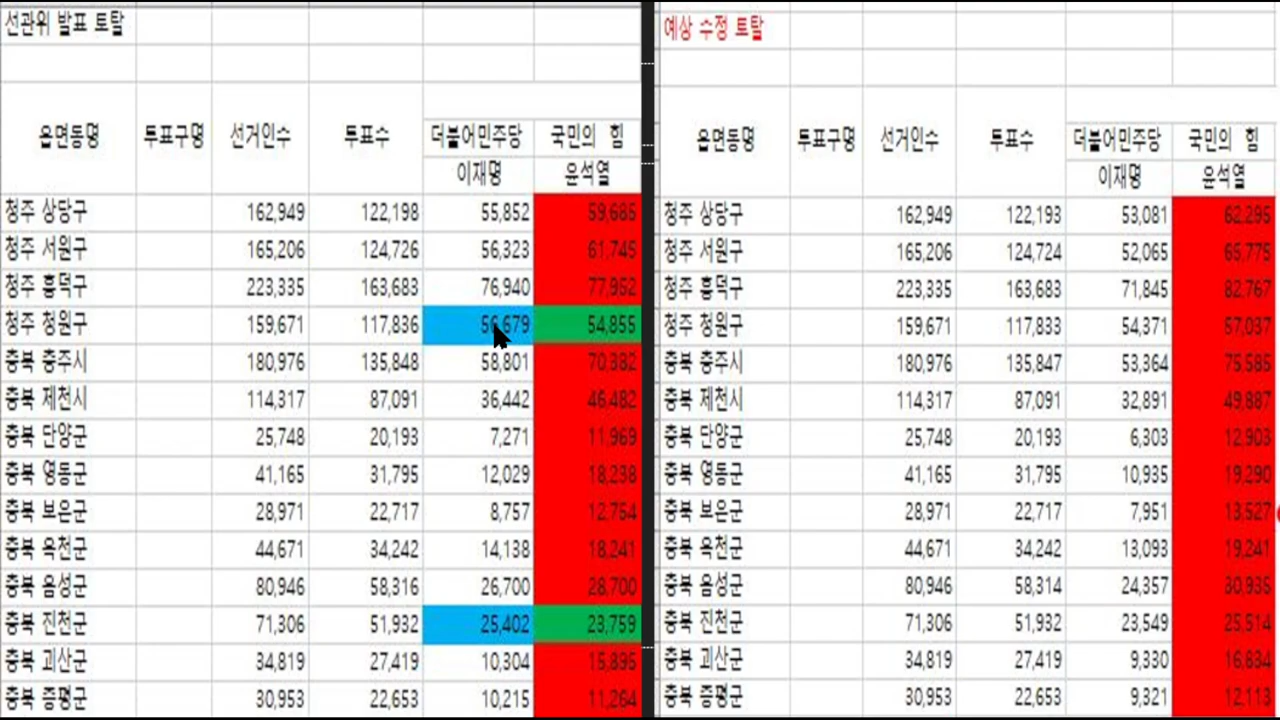 선관위 발표 토탈
읍면동명 투표구명 선거인수 투표수 더불어민주당 국민의 힘
이재명 윤석열
청주 상당구 162,949 122,198 55,852 59,685
청주 서원구 165,206 124,726 56,323 61,745
청주 흥덕구 223,335 163,683 76,940 77,952
청주 청원구 159,671 117,836 56,679 54,855
충북 충주시 180,976 135,848 58,801 70,382
충북 제천시 114,317 87,091 36,442 46,482
충북 단양군 25,748 20,193 7,271 11,969
충북 영동군 41,165 31,795 12,029 18,238
충북 보은군 28,971 22,717 8,757 12,754
충북 옥천군 44,671 34,242 14,138 18,241
충북 음성군 80,946 58,316 26,700 28,700
충북 진천군 71,306 51,932 25,402 23,759
충북 괴산군 34,819 27,419 10,304 15,895
충북 증평군 30,953 22,653 10,215 11,264
예상 수정 토탈
읍면동명 투표구명 선거인수 투표수 더불어민주당 국민의 힘
이재명 윤석열
청주 상당구 162,949 122,193 53,081 62,295
청주 서원구 165,206 124,724 52,065 65,775
청주 흥덕구 223,335 163,683 71,845 82,767
청주 청원구 159,671 117,833 54,371 57,037
충북 충주시 180,976 135,847 53,364 75,585
충북 제천시 114,317 87,091 32,891 49,887
충북 단양군 25,748 20,193 6,303 12,903
충북 영동군 41,165 31,795 10,935 19,290
충북 보은군 28,971 22,717 7,951 13,527
충북 옥천군 44,671 34,242 13,093 19,241
충북 음성군 80,946 58,314 24,357 30,935
충북 진천군 71,306 51,932 23,549 25,514
충북 괴산군 34,819 27,419 9,330 16,834
충북 증평군 30,953 22,653 9,321 12,113